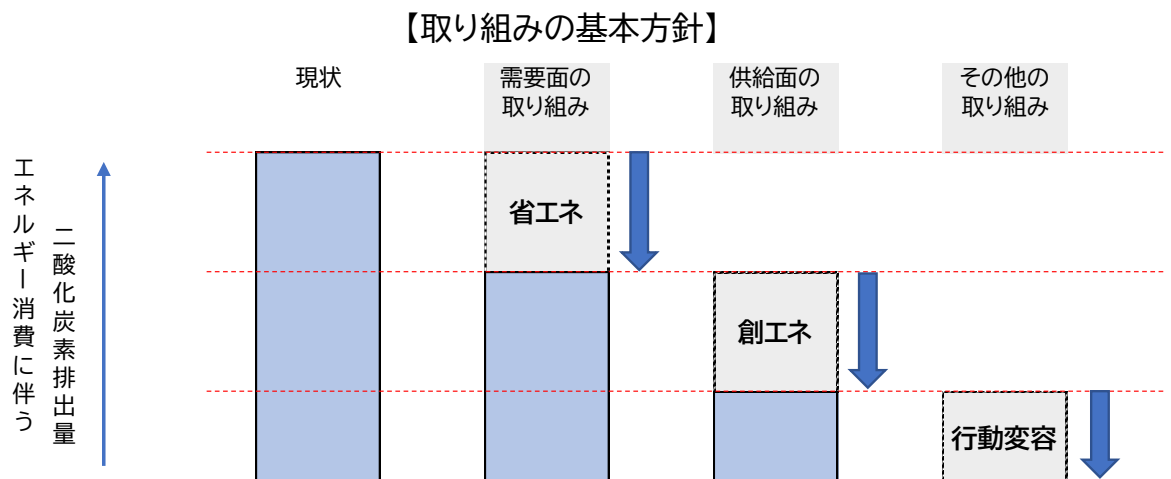 【取り組みの基本方針】
現状
需要面の
取り組み
供給面の
取り組み
その他の
取り組み
エネルギー消費に伴う
二酸化炭素排出量
省エネ
創エネ
行動変容